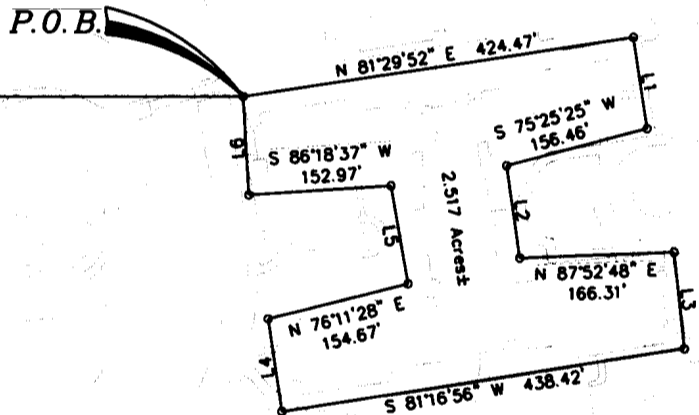 P.O.B.
N 81°29'52" E 424.47'
L1
S 75°25'25" W
156.46'
L6
S 86°18'37" W
152.97'
2.517 Acres±
L2
L5
N 87°52'48" E
166.31'
L3
N 76°11'28" E
154.67'
L4
S 81°16'56" W 438.42'